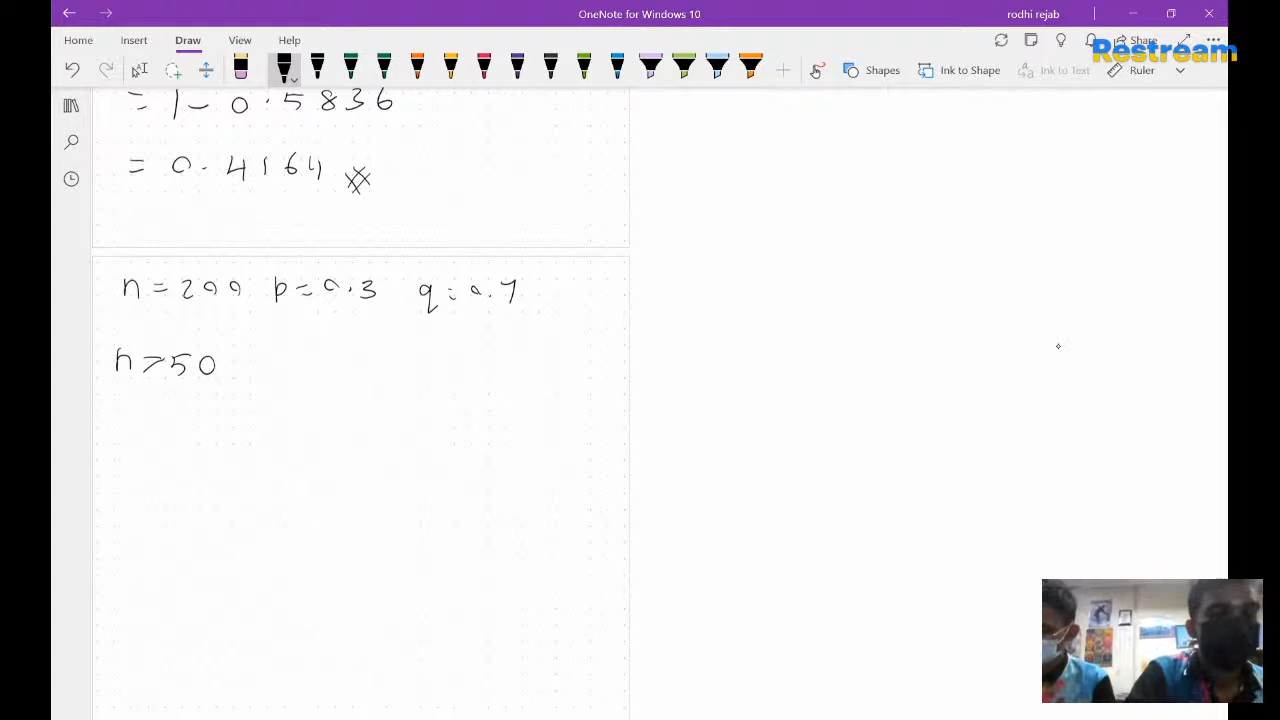 OneNote for Windows 10
rodhi rejab
Home Insert Draw View Help
Share
Restream
Shapes
Ink to Shape
Ink to Text
Ruler
= 1 - 0.5836
= 0.4164
n = 200 p = 0.3 q = 0.7
n > 50